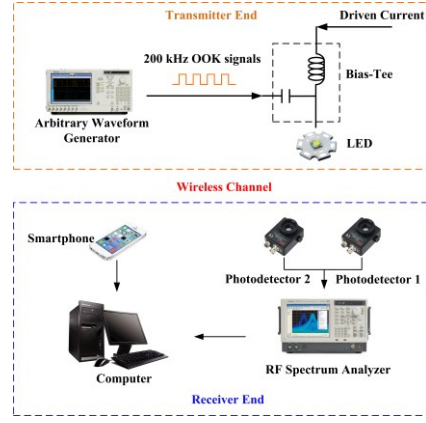 Transmitter End
Driven Current
200 kHz OOK signals
Bias-Tee
Arbitrary Waveform
Generator
LED
Wireless Channel
Smartphone
Photodetector 2
Photodetector 1
Computer
RF Spectrum Analyzer
Receiver End